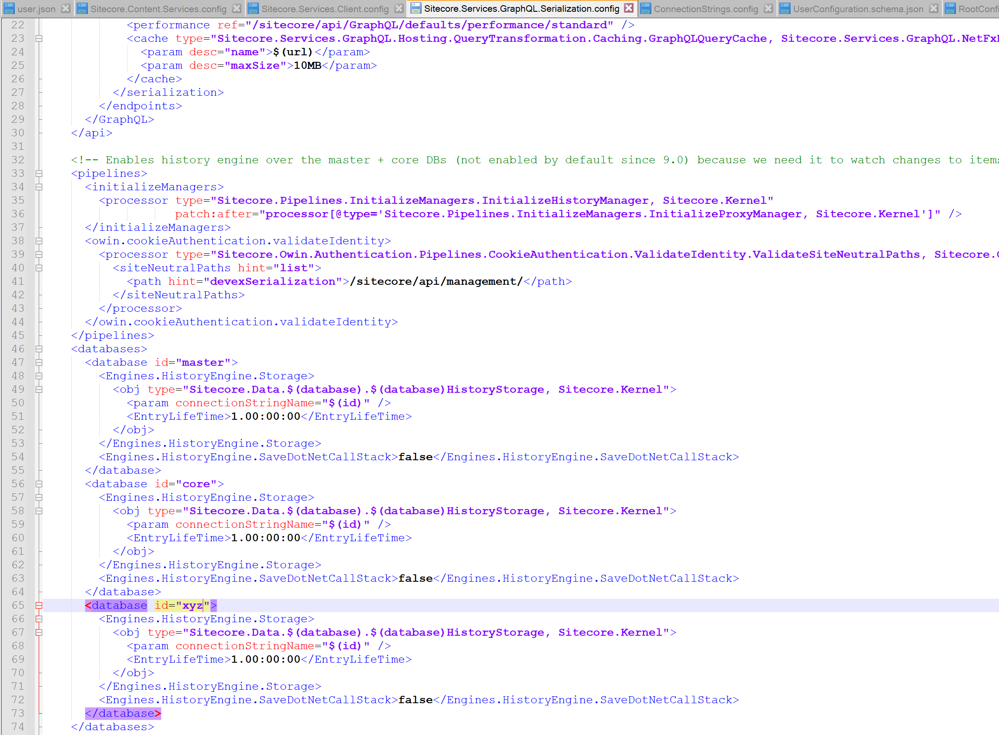 user.json Sitecore.Content.Services.config Sitecore.Services.Client.config Sitecore.Services.GraphQL.Serialization.config ConnectionStrings.config UserConfiguration.schema.json RootConfi
22 <performance ref="/sitecore/api/GraphQL/defaults/performance/standard" />
23 <cache type="Sitecore.Services.GraphQL.Hosting.QueryTransformation.Caching.GraphQLQueryCache, Sitecore.Services.GraphQL.NetFxH
24 <param desc="name">$(url)</param>
25 <param desc="maxSize">10MB</param>
26 </cache>
27 </serialization>
28 </endpoints>
29 </GraphQL>
30 </api>
31
32 <!-- Enables history engine over the master + core DBs (not enabled by default since 9.0) because we need it to watch changes to items
33 <pipelines>
34 <initializeManagers>
35 <processor type="Sitecore.Pipelines.InitializeManagers.InitializeHistoryManager, Sitecore.Kernel"
36 patch:after="processor[@type='Sitecore.Pipelines.InitializeManagers.InitializeProxyManager, Sitecore.Kernel']" />
37 </initializeManagers>
38 <owin.cookieAuthentication.validateIdentity>
39 <processor type="Sitecore.Owin.Authentication.Pipelines.CookieAuthentication.ValidateIdentity.ValidateSiteNeutralPaths, Sitecore.
40 <siteNeutralPaths hint="list">
41 <path hint="devexSerialization">/sitecore/api/management/</path>
42 </siteNeutralPaths>
43 </processor>
44 </owin.cookieAuthentication.validateIdentity>
45 </pipelines>
46 <databases>
47 <database id="master">
48 <Engines.HistoryEngine.Storage>
49 <obj type="Sitecore.Data.$(database).$(database)HistoryStorage, Sitecore.Kernel">
50 <param connectionStringName="$(id)" />
51 <EntryLifeTime>1.00:00:00</EntryLifeTime>
52 </obj>
53 </Engines.HistoryEngine.Storage>
54 <Engines.HistoryEngine.SaveDotNetCallStack>false</Engines.HistoryEngine.SaveDotNetCallStack>
55 </database>
56 <database id="core">
57 <Engines.HistoryEngine.Storage>
58 <obj type="Sitecore.Data.$(database).$(database)HistoryStorage, Sitecore.Kernel">
59 <param connectionStringName="$(id)" />
60 <EntryLifeTime>1.00:00:00</EntryLifeTime>
61 </obj>
62 </Engines.HistoryEngine.Storage>
63 <Engines.HistoryEngine.SaveDotNetCallStack>false</Engines.HistoryEngine.SaveDotNetCallStack>
64 </database>
65 <database id="xyz">
66 <Engines.HistoryEngine.Storage>
67 <obj type="Sitecore.Data.$(database).$(database)HistoryStorage, Sitecore.Kernel">
68 <param connectionStringName="$(id)" />
69 <EntryLifeTime>1.00:00:00</EntryLifeTime>
70 </obj>
71 </Engines.HistoryEngine.Storage>
72 <Engines.HistoryEngine.SaveDotNetCallStack>false</Engines.HistoryEngine.SaveDotNetCallStack>
73 </database>
74 </databases>